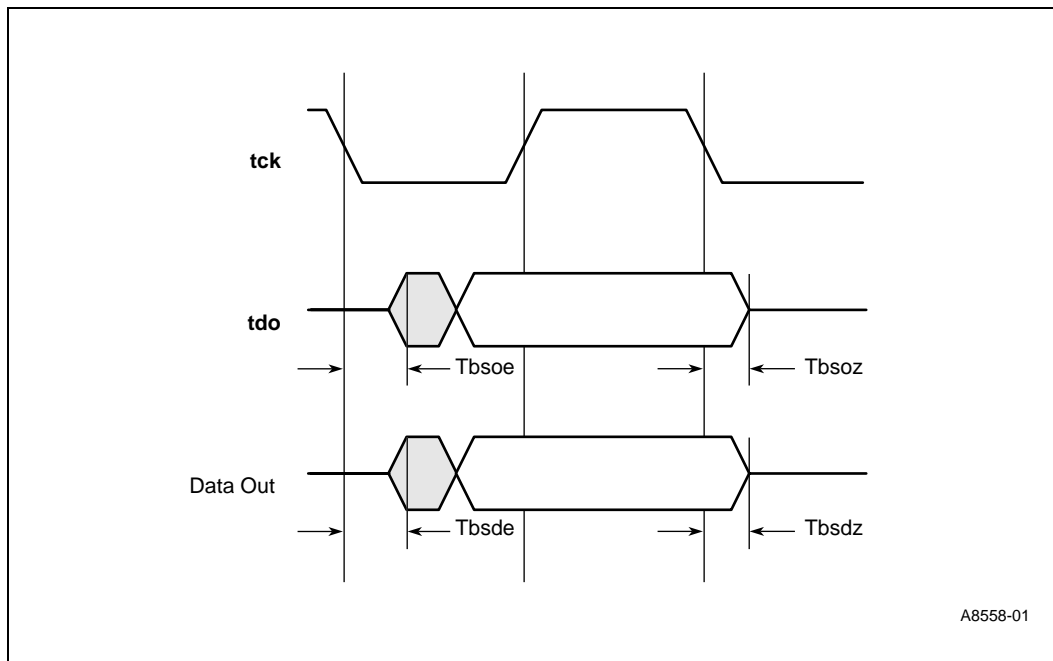 tck
tdo
Tbsoe
Tbsoz
Data Out
Tbsde
Tbsdz
A8558-01